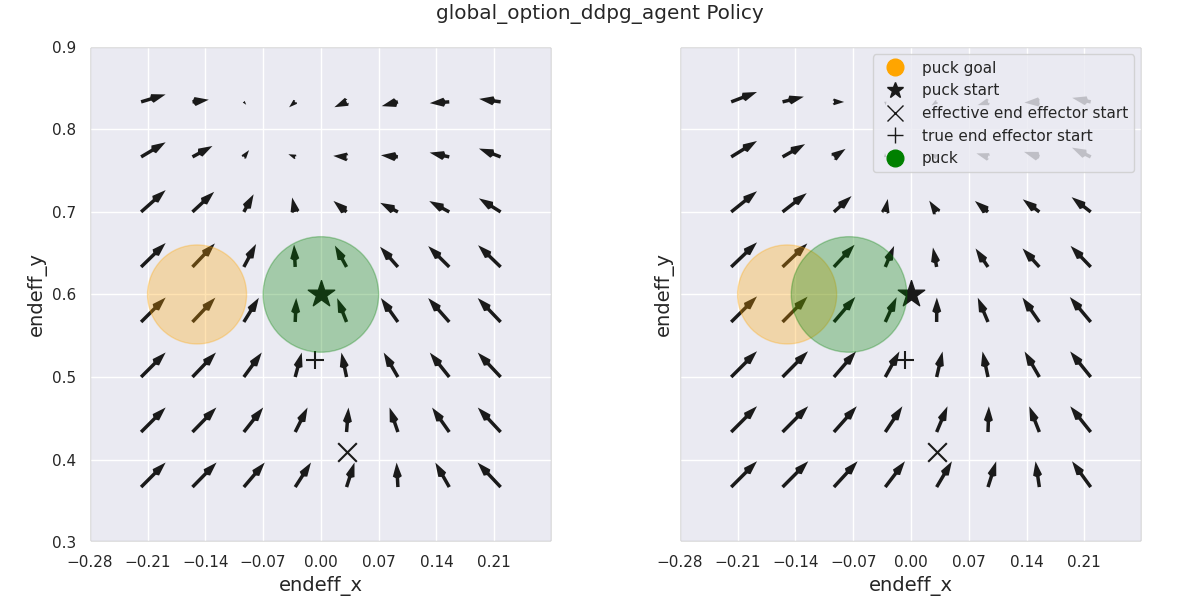 global_option_ddpg_agent Policy
endeff_y
0.9
0.8
0.7
0.6
0.5
0.4
0.3
−0.28 −0.21 −0.14 −0.07 0.00 0.07 0.14 0.21
endeff_x
endeff_y
puck goal
puck start
effective end effector start
true end effector start
puck
−0.28 −0.21 −0.14 −0.07 0.00 0.07 0.14 0.21
endeff_x